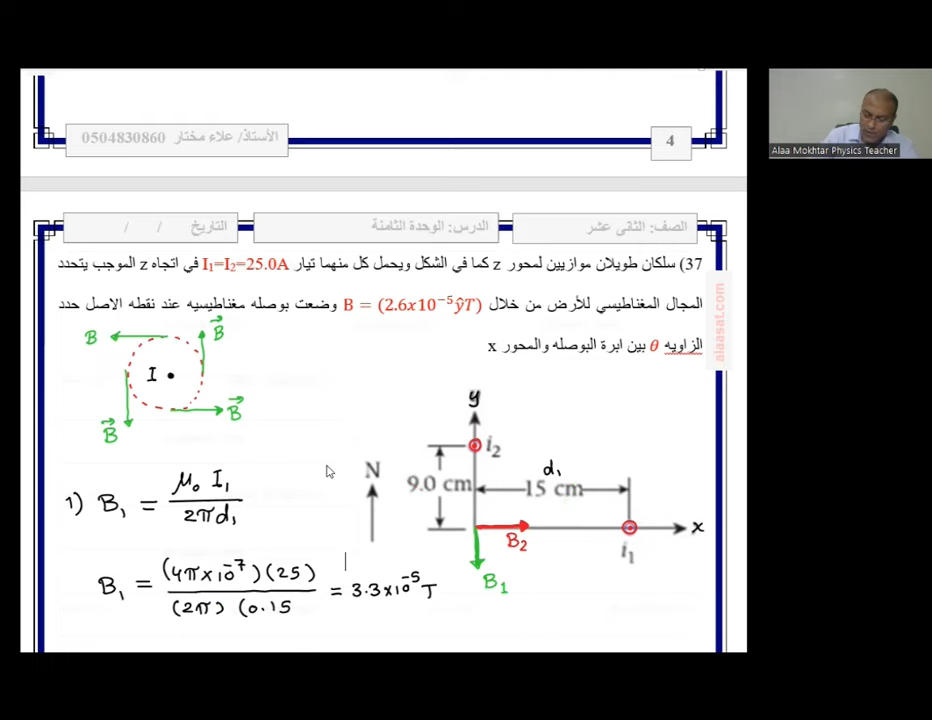 الأستاذ/ علاء مختار 0504830860
4
Alaa Mokhtar Physics Teacher
الصف: الثانى عشر
الدرس: الوحدة الثامنة
التاريخ / /
37) سلكان طويلان موازيين لمحور z كما في الشكل ويحمل كل منهما تيار I₁=I₂=25.0A في اتجاه z الموجب يتحدد
المجال المغناطيسي للأرض من خلال B = (2.6x10⁻⁵ŷT) وضعت بوصله مغناطيسيه عند نقطه الاصل حدد
الزاويه θ بين ابرة البوصله والمحور x
alaasat.com
B
B⃗
I
B⃗
B⃗
y
i₂
N
9.0 cm
d₁
15 cm
x
B₂
i₁
B₁
1) B₁ = μ₀ I₁ / 2πd₁
B₁ = (4π×10⁻⁷)(25) / (2π) (0.15 = 3.3×10⁻⁵ T